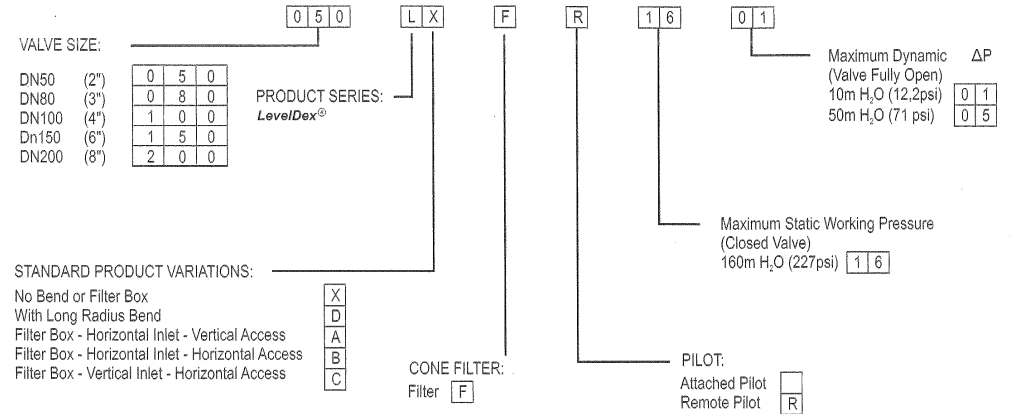 0 5 0 L X F R 1 6 0 1
VALVE SIZE:
DN50 (2") 0 5 0
DN80 (3") 0 8 0
DN100 (4") 1 0 0
Dn150 (6") 1 5 0
DN200 (8") 2 0 0
PRODUCT SERIES:
LevelDex®
Maximum Dynamic ΔP
(Valve Fully Open)
10m H₂O (12,2psi) 0 1
50m H₂O (71 psi) 0 5
Maximum Static Working Pressure
(Closed Valve)
160m H₂O (227psi) 1 6
STANDARD PRODUCT VARIATIONS:
No Bend or Filter Box X
With Long Radius Bend D
Filter Box - Horizontal Inlet - Vertical Access A
Filter Box - Horizontal Inlet - Horizontal Access B
Filter Box - Vertical Inlet - Horizontal Access C
CONE FILTER:
Filter F
PILOT:
Attached Pilot
Remote Pilot R